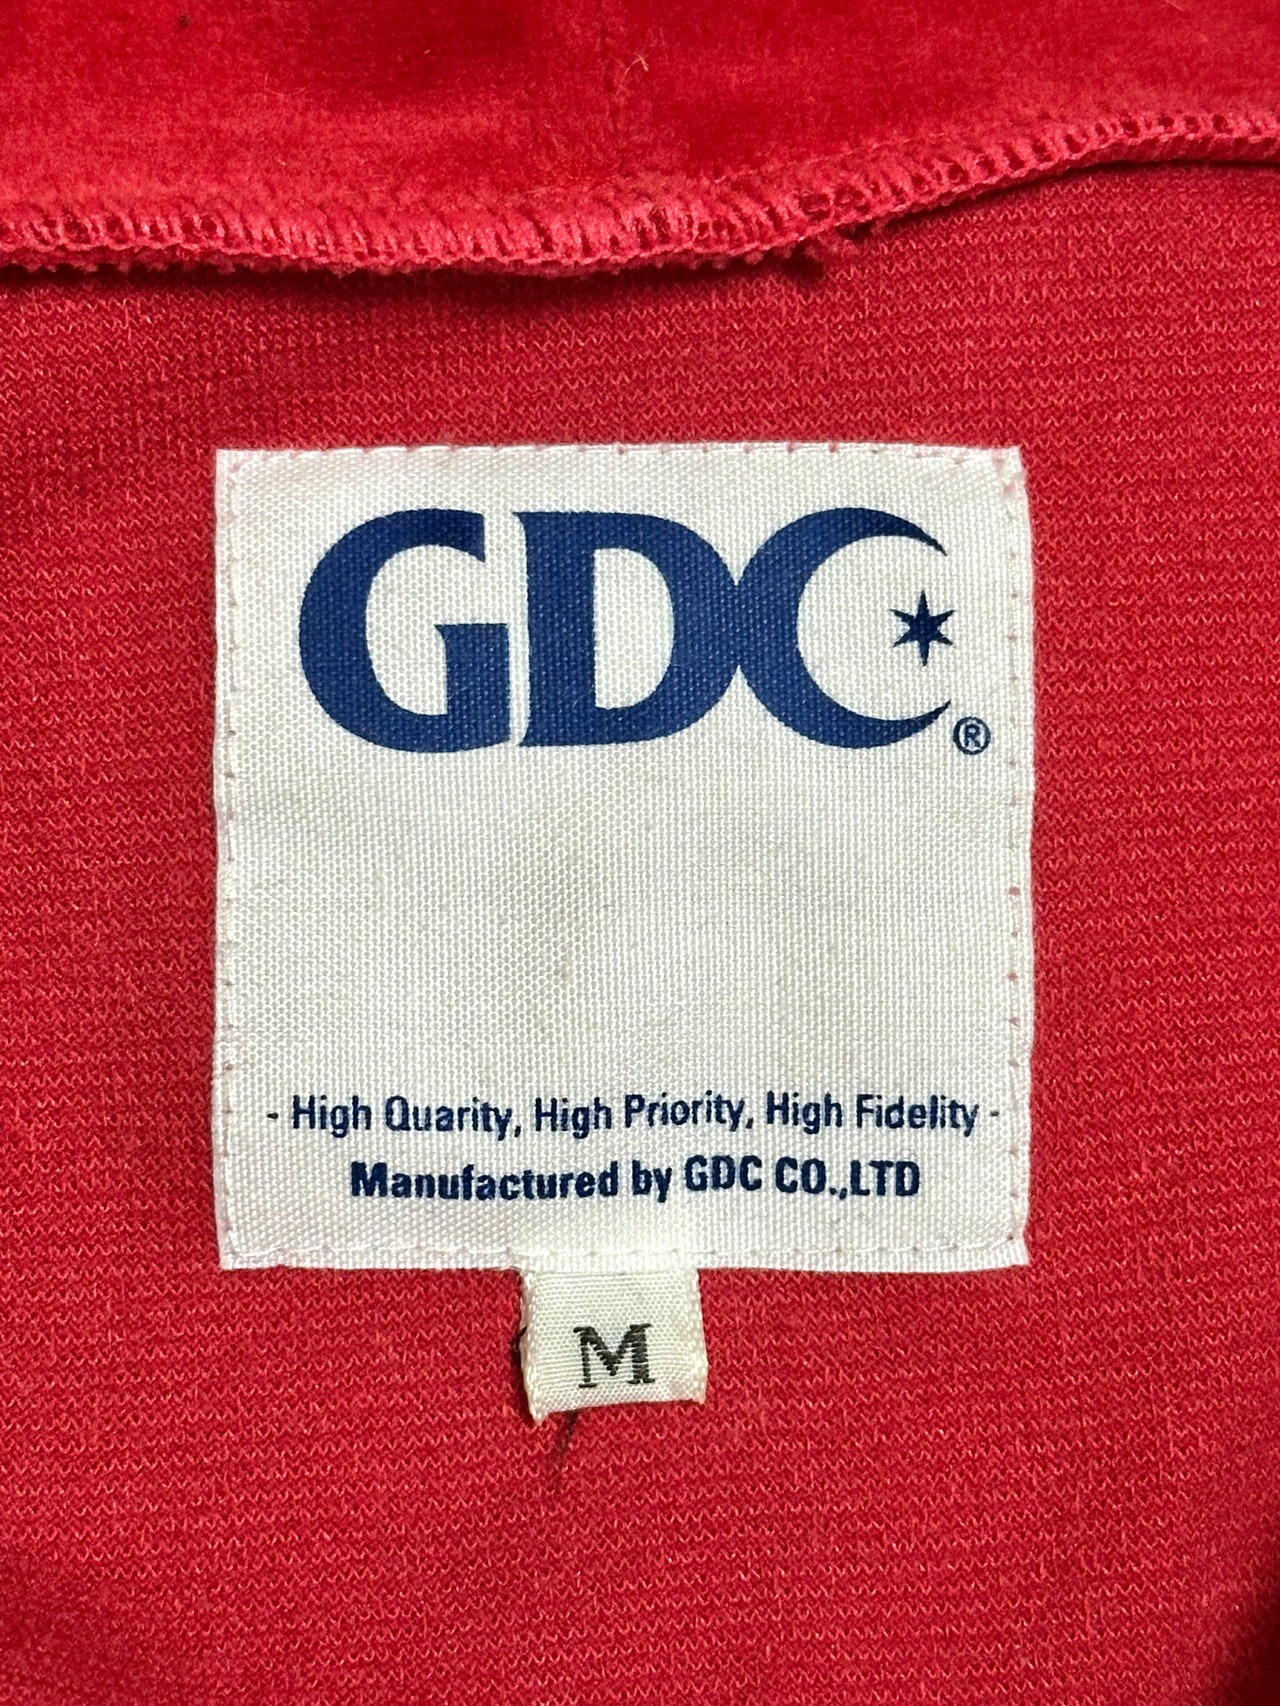 GDC®
- High Quarity, High Priority, High Fidelity -
Manufactured by GDC CO.,LTD
M